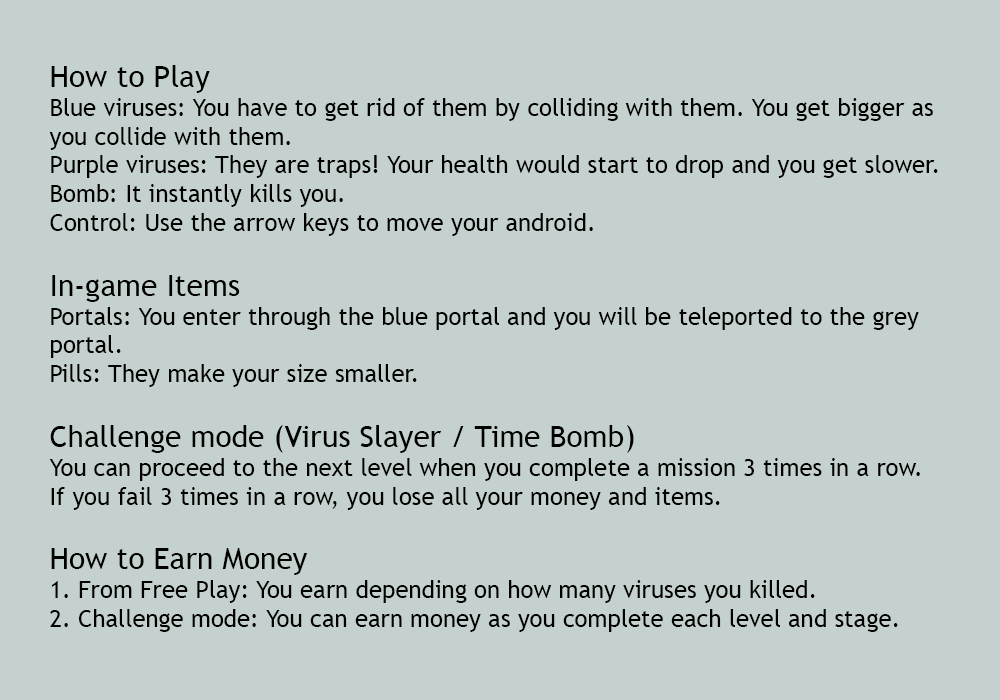 How to Play
Blue viruses: You have to get rid of them by colliding with them. You get bigger as
you collide with them.
Purple viruses: They are traps! Your health would start to drop and you get slower.
Bomb: It instantly kills you.
Control: Use the arrow keys to move your android.
In-game Items
Portals: You enter through the blue portal and you will be teleported to the grey
portal.
Pills: They make your size smaller.
Challenge mode (Virus Slayer / Time Bomb)
You can proceed to the next level when you complete a mission 3 times in a row.
If you fail 3 times in a row, you lose all your money and items.
How to Earn Money
1. From Free Play: You earn depending on how many viruses you killed.
2. Challenge mode: You can earn money as you complete each level and stage.